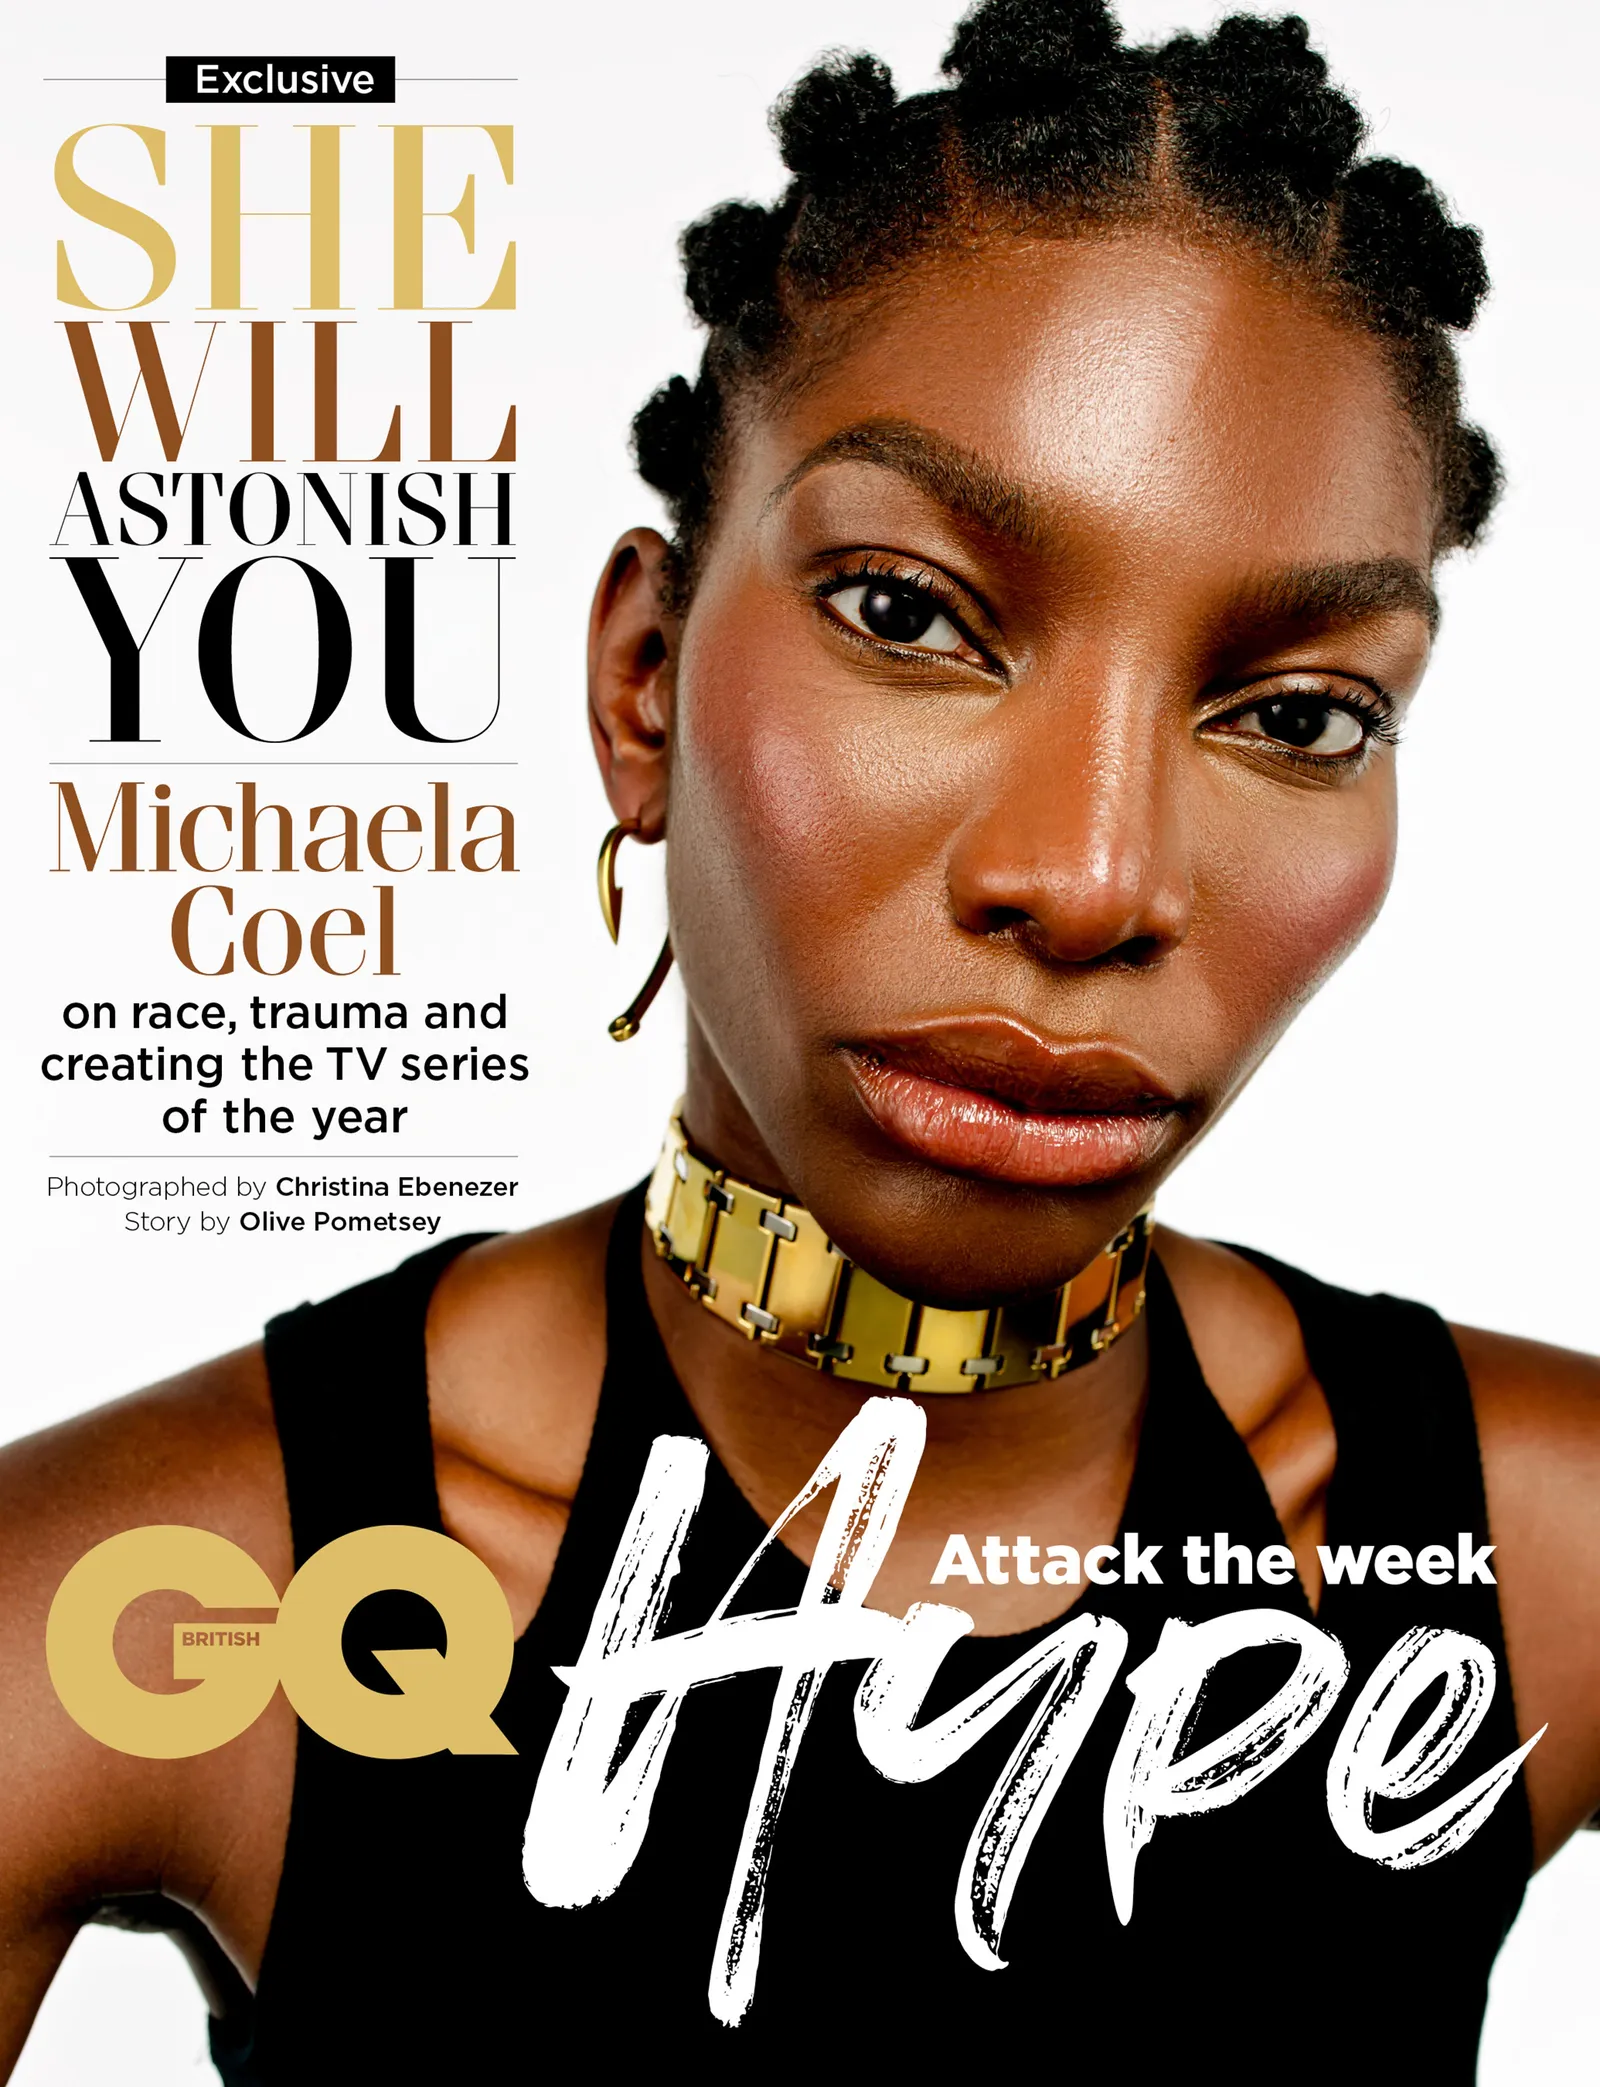 Exclusive
SHE
WILL
ASTONISH
YOU
Michaela
Coel
on race, trauma and
creating the TV series
of the year
Photographed by Christina Ebenezer
Story by Olive Pometsey
GQ
BRITISH
Hype
Attack the week